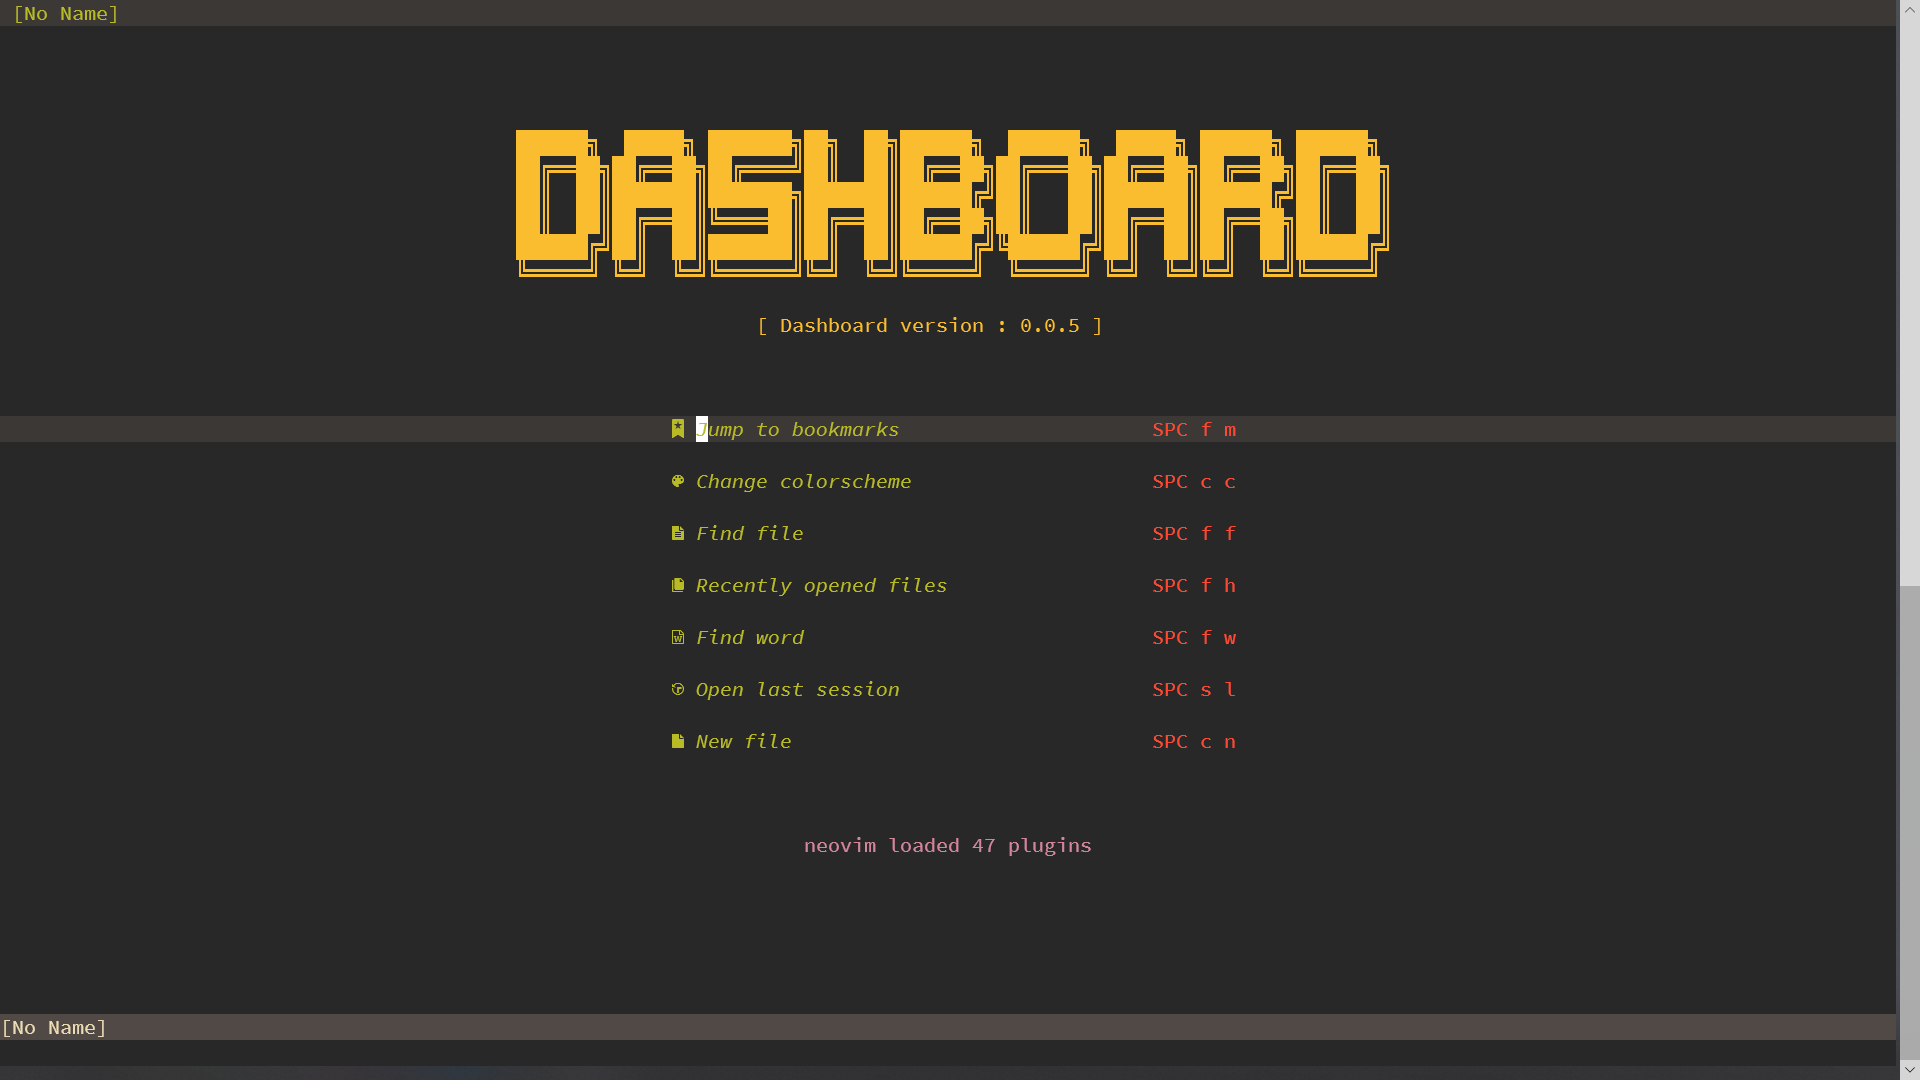 [No Name]
DASHBOARD
[ Dashboard version : 0.0.5 ]
Jump to bookmarks SPC f m
Change colorscheme SPC c c
Find file SPC f f
Recently opened files SPC f h
Find word SPC f w
Open last session SPC s l
New file SPC c n
neovim loaded 47 plugins
[No Name]